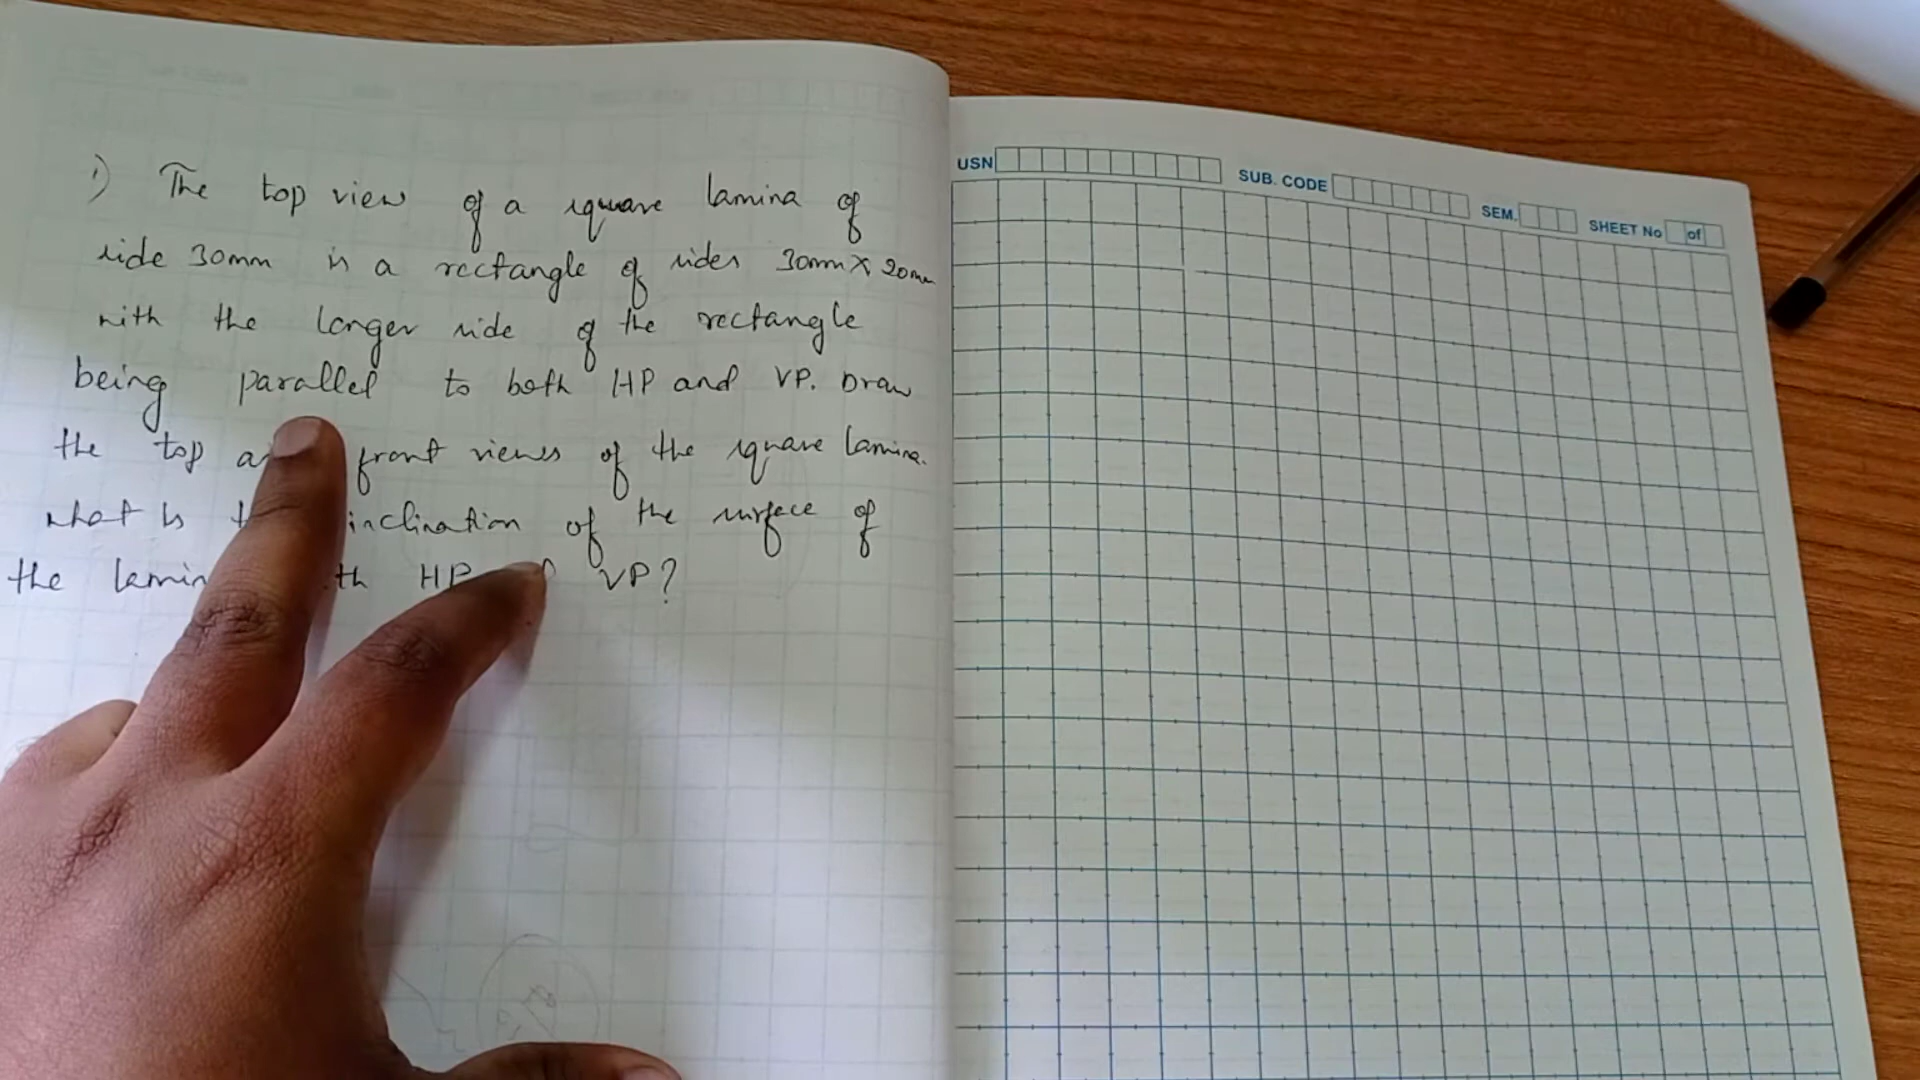 1) The top view of a square lamina of
side 30mm is a rectangle of sides 30mm X 20mm
with the longer side of the rectangle
being parallel to both HP and VP. Draw
the top front views of the square lamina.
what is inclination of the surface of
the HP VP?
USN SUB. CODE SEM. SHEET No of